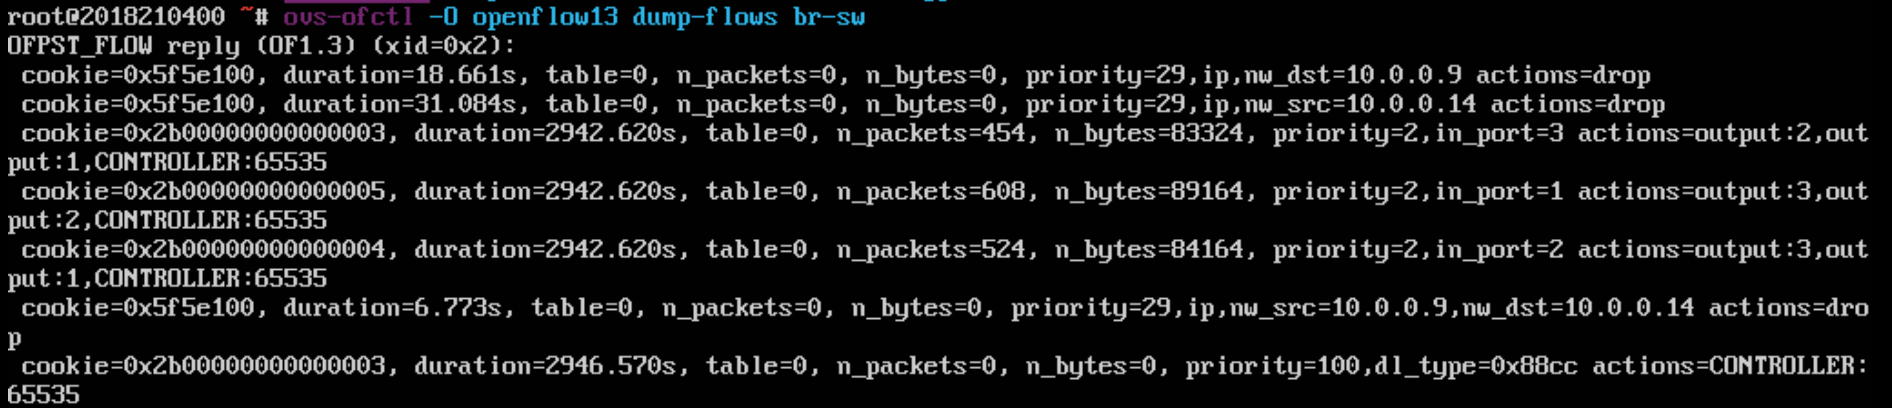 root@2018210400 ~# ovs-ofctl -O openflow13 dump-flows br-sw
OFPST_FLOW reply (OF1.3) (xid=0x2):
 cookie=0x5f5e100, duration=18.661s, table=0, n_packets=0, n_bytes=0, priority=29,ip,nw_dst=10.0.0.9 actions=drop
 cookie=0x5f5e100, duration=31.084s, table=0, n_packets=0, n_bytes=0, priority=29,ip,nw_src=10.0.0.14 actions=drop
 cookie=0x2b00000000000003, duration=2942.620s, table=0, n_packets=454, n_bytes=83324, priority=2,in_port=3 actions=output:2,out
put:1,CONTROLLER:65535
 cookie=0x2b00000000000005, duration=2942.620s, table=0, n_packets=608, n_bytes=89164, priority=2,in_port=1 actions=output:3,out
put:2,CONTROLLER:65535
 cookie=0x2b00000000000004, duration=2942.620s, table=0, n_packets=524, n_bytes=84164, priority=2,in_port=2 actions=output:3,out
put:1,CONTROLLER:65535
 cookie=0x5f5e100, duration=6.773s, table=0, n_packets=0, n_bytes=0, priority=29,ip,nw_src=10.0.0.9,nw_dst=10.0.0.14 actions=dro
p
 cookie=0x2b00000000000003, duration=2946.570s, table=0, n_packets=0, n_bytes=0, priority=100,dl_type=0x88cc actions=CONTROLLER:
65535